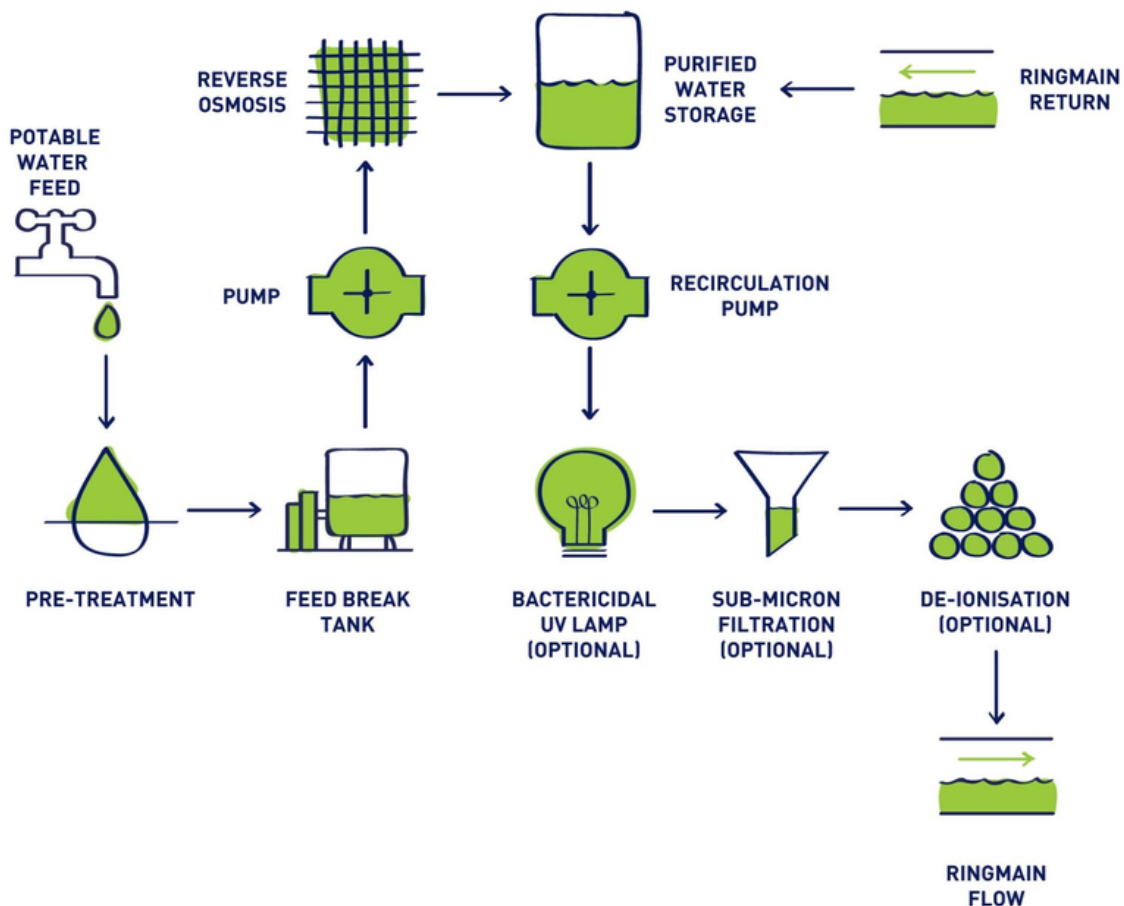 POTABLE
WATER
FEED
PRE-TREATMENT
FEED BREAK
TANK
PUMP
REVERSE
OSMOSIS
PURIFIED
WATER
STORAGE
RINGMAIN
RETURN
RECIRCULATION
PUMP
BACTERICIDAL
UV LAMP
(OPTIONAL)
SUB-MICRON
FILTRATION
(OPTIONAL)
DE-IONISATION
(OPTIONAL)
RINGMAIN
FLOW